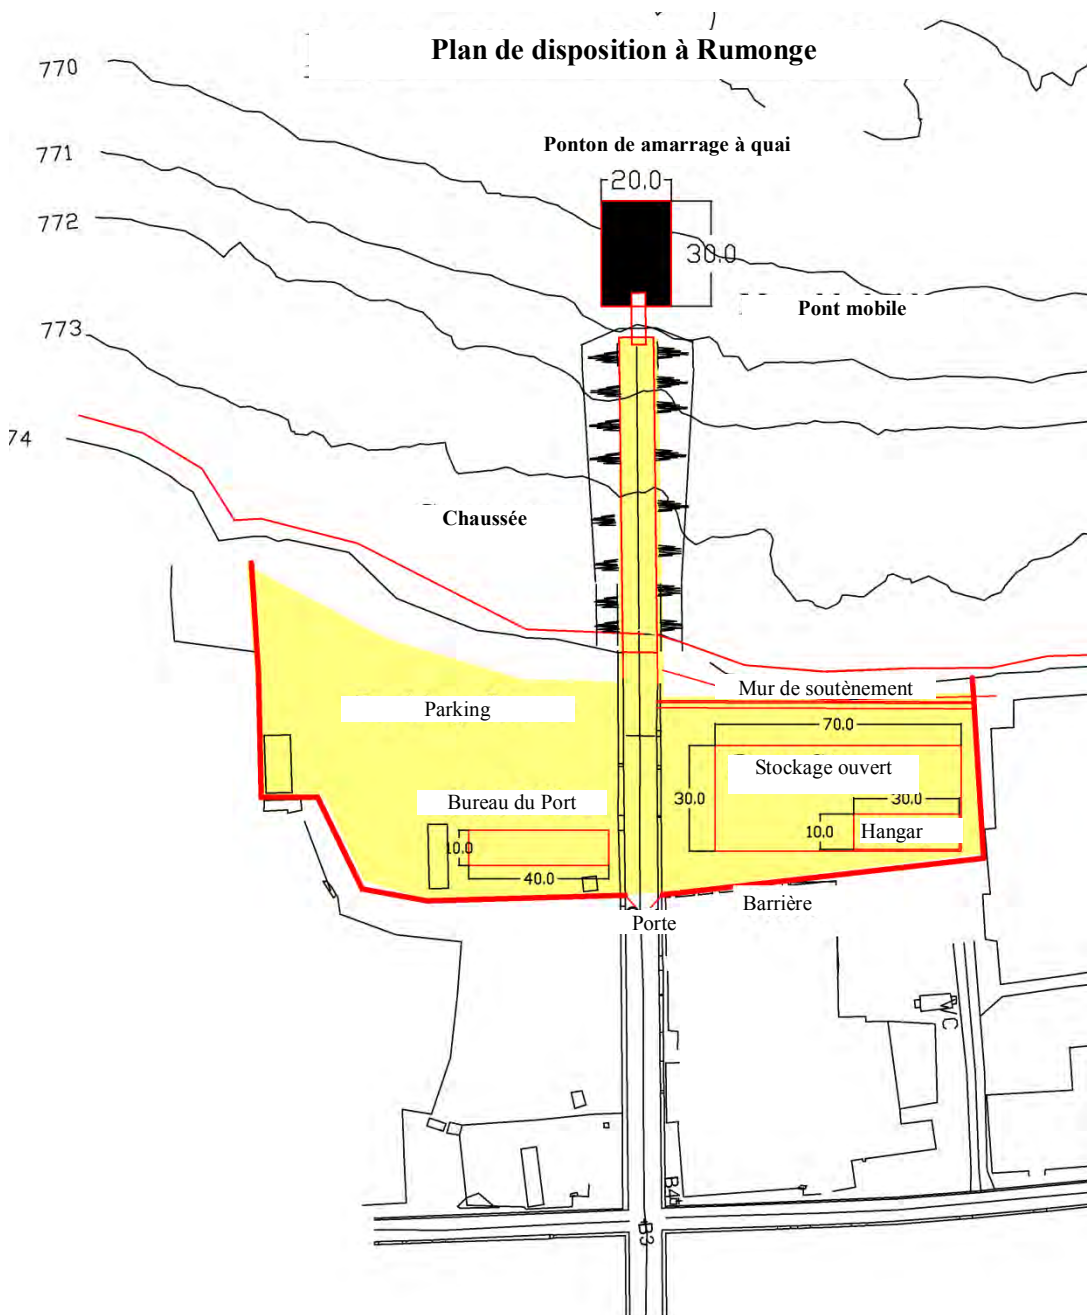 Plan de disposition à Rumonge
770
Ponton de amarrage à quai
771
20.0
772
30.0
Pont mobile
773
74
Chaussée
Mur de soutènement
Parking
70.0
Stockage ouvert
30.0
30.0
Bureau du Port
10.0
Hangar
10.0
40.0
Barrière
Porte
B3